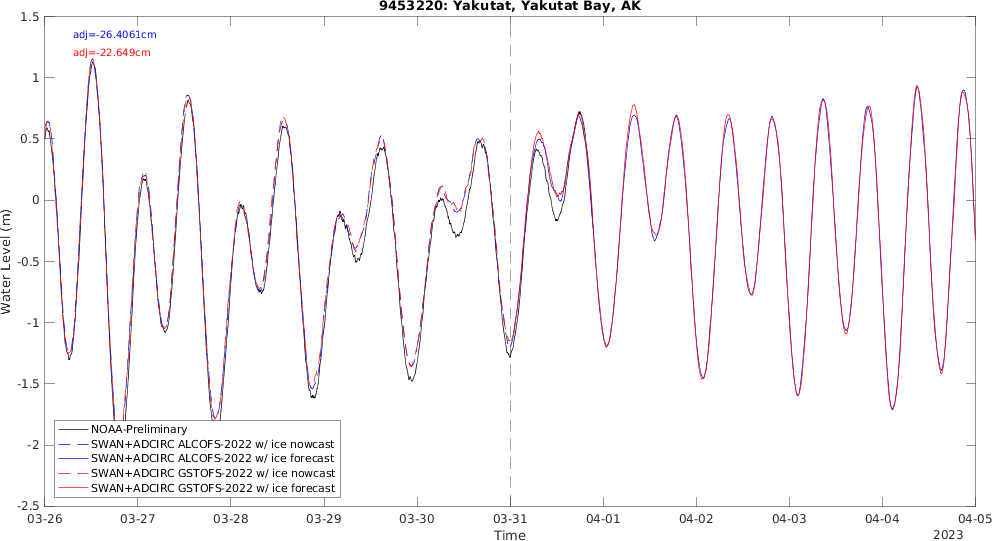 9453220: Yakutat, Yakutat Bay, AK
adj=-26.4061cm
adj=-22.649cm
1.5
1
0.5
0
-0.5
-1
-1.5
-2
-2.5
Water Level (m)
NOAA-Preliminary
SWAN+ADCIRC ALCOFS-2022 w/ ice nowcast
SWAN+ADCIRC ALCOFS-2022 w/ ice forecast
SWAN+ADCIRC GSTOFS-2022 w/ ice nowcast
SWAN+ADCIRC GSTOFS-2022 w/ ice forecast
03-26 03-27 03-28 03-29 03-30 03-31 04-01 04-02 04-03 04-04 04-05
Time
2023